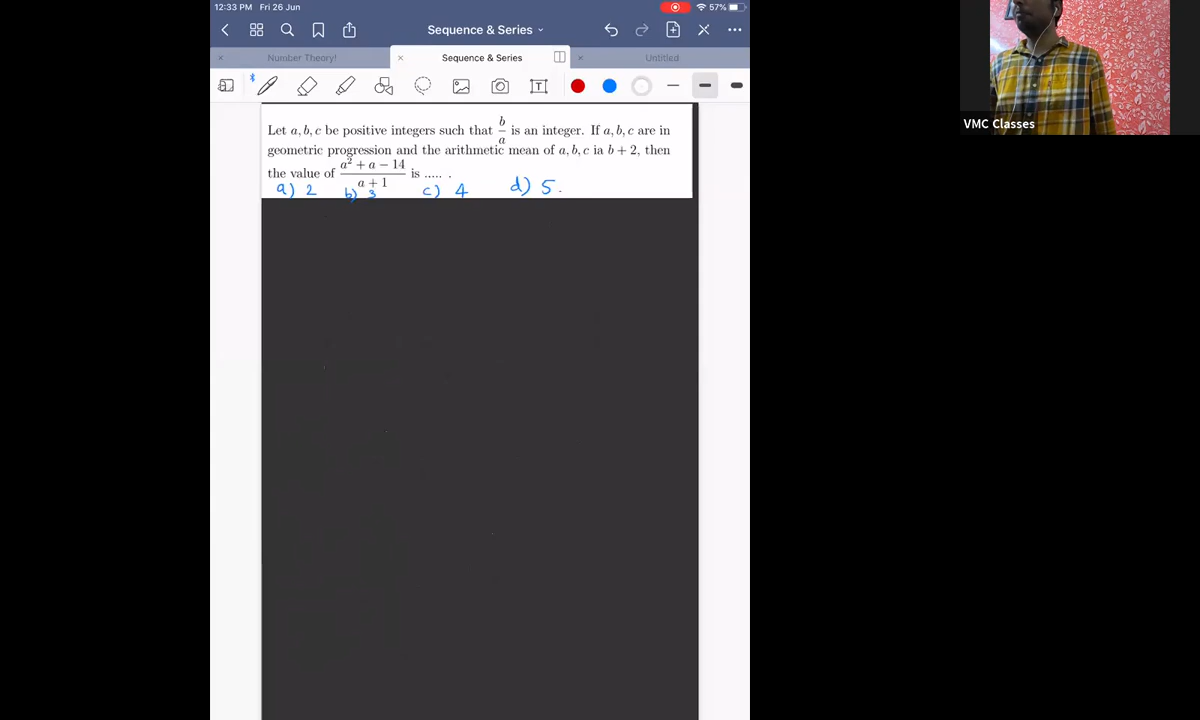 12:33 PM Fri 26 Jun
57%
Sequence & Series
Number Theory!
Sequence & Series
Untitled
T
Let a, b, c be positive integers such that b/a is an integer. If a, b, c are in
geometric progression and the arithmetic mean of a, b, c ia b + 2, then
the value of (a² + a − 14)/(a + 1) is ..... .
a) 2 b) 3 c) 4 d) 5.
VMC Classes